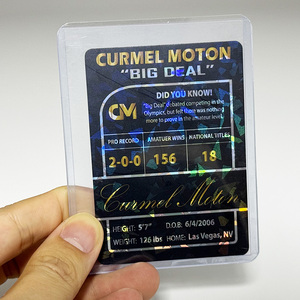 CURMEL MOTON
"BIG DEAL"
DID YOU KNOW!
CM
"Big Deal" debated competing in the
Olympics, but felt there was nothing
more to prove in the amateur level.
PRO RECORD
AMATUER WINS
NATIONAL TITLES
2-0-0
156
18
Curmel Moton
HEIGHT: 5'7" D.O.B: 6/4/2006
WEIGHT: 126 lbs HOME: Las Vegas, NV